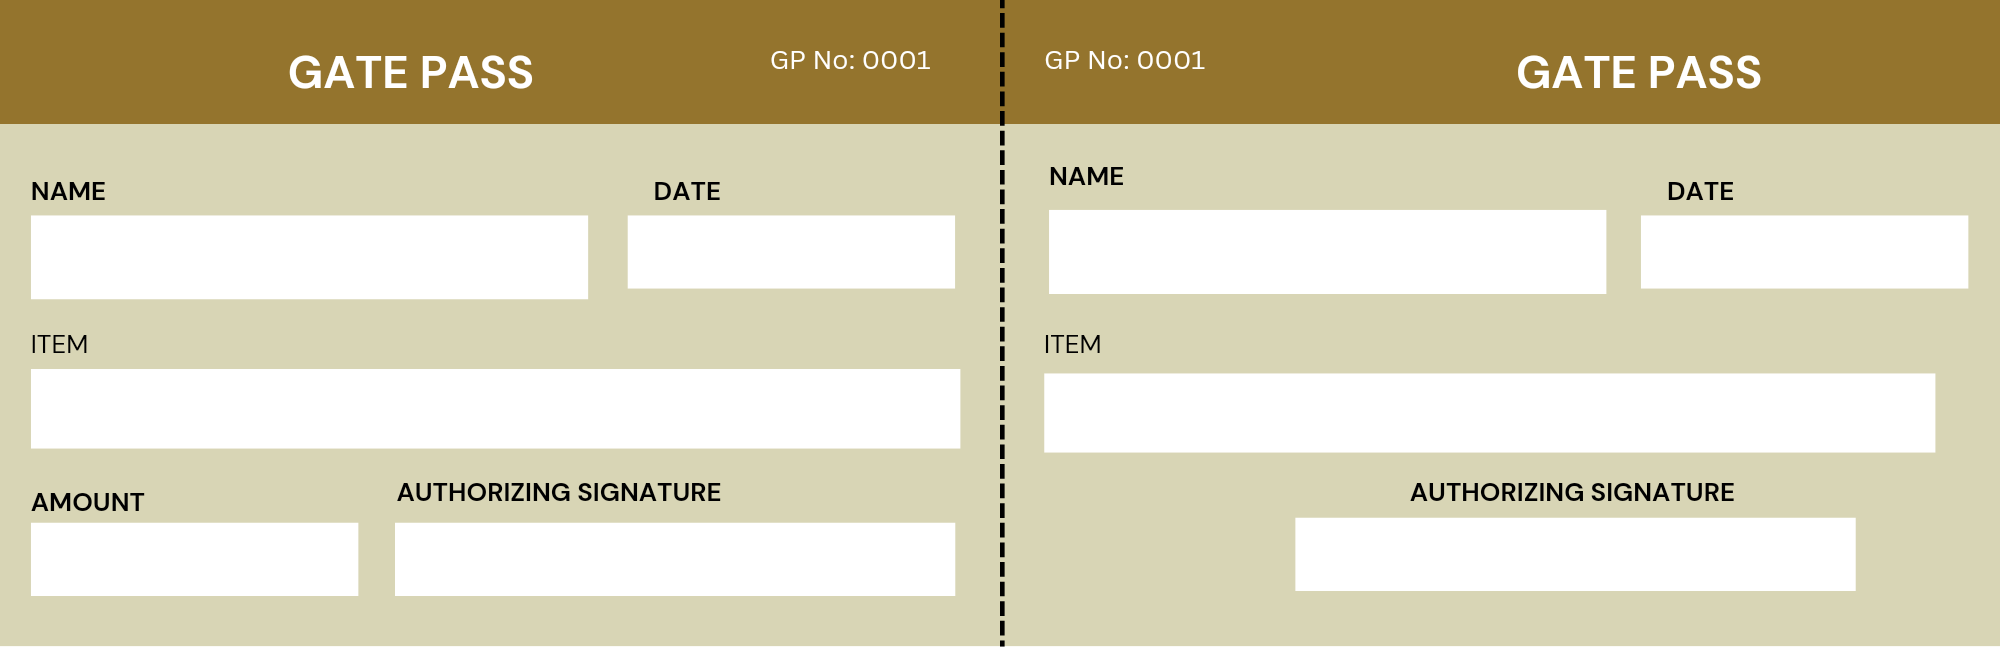 GATE PASS
GP No: 0001
NAME
DATE
ITEM
AMOUNT
AUTHORIZING SIGNATURE
GP No: 0001
GATE PASS
NAME
DATE
ITEM
AUTHORIZING SIGNATURE